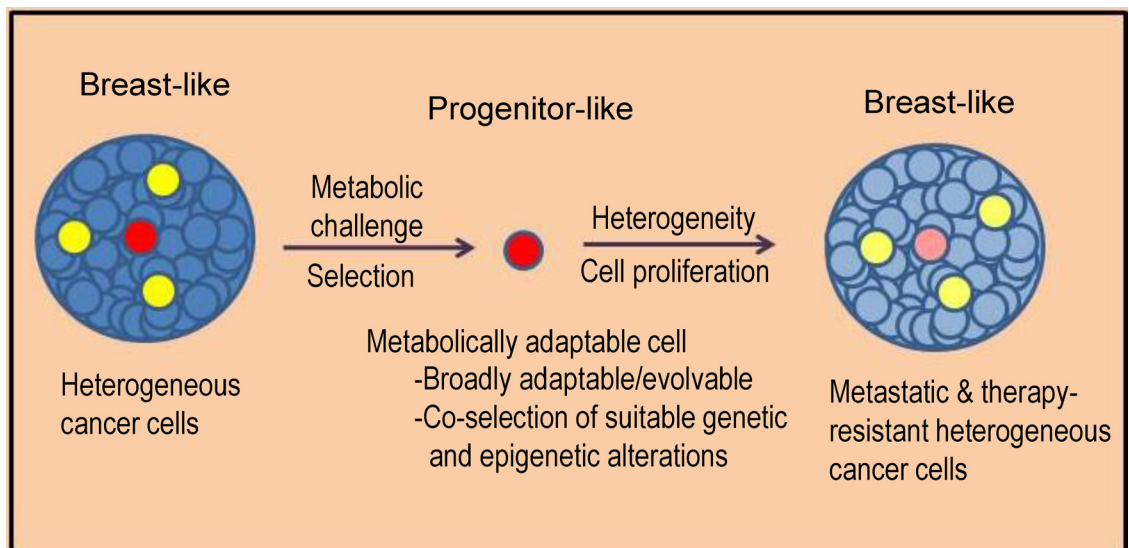 Breast-like
Heterogeneous
cancer cells
Metabolic
challenge
Selection
Progenitor-like
Heterogeneity
Cell proliferation
Metabolically adaptable cell
-Broadly adaptable/evolvable
-Co-selection of suitable genetic
and epigenetic alterations
Breast-like
Metastatic & therapy-
resistant heterogeneous
cancer cells